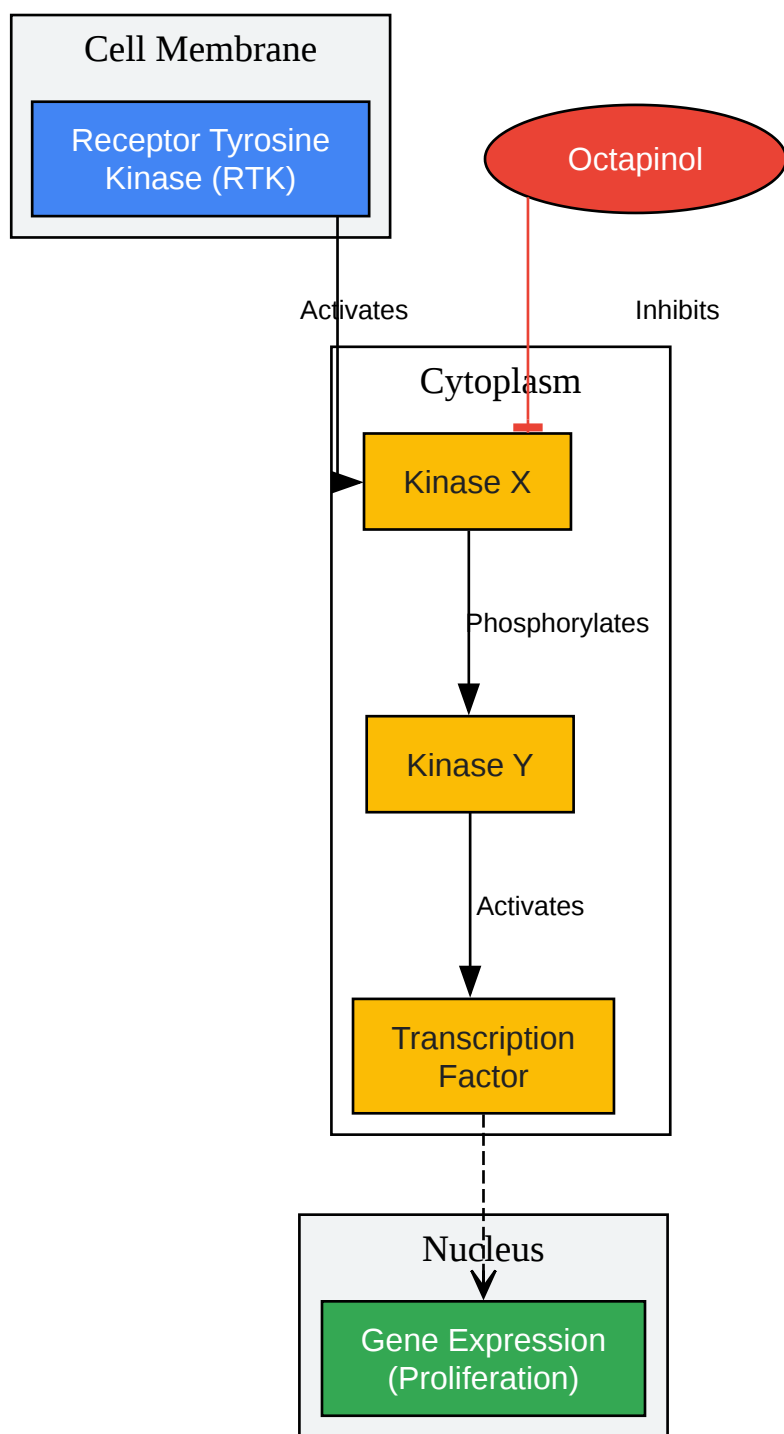 Cell Membrane
Receptor Tyrosine
Kinase (RTK)
Octapinol
Activates
Inhibits
Cytoplasm
Kinase X
Phosphorylates
Kinase Y
Activates
Transcription
Factor
Nucleus
Gene Expression
(Proliferation)